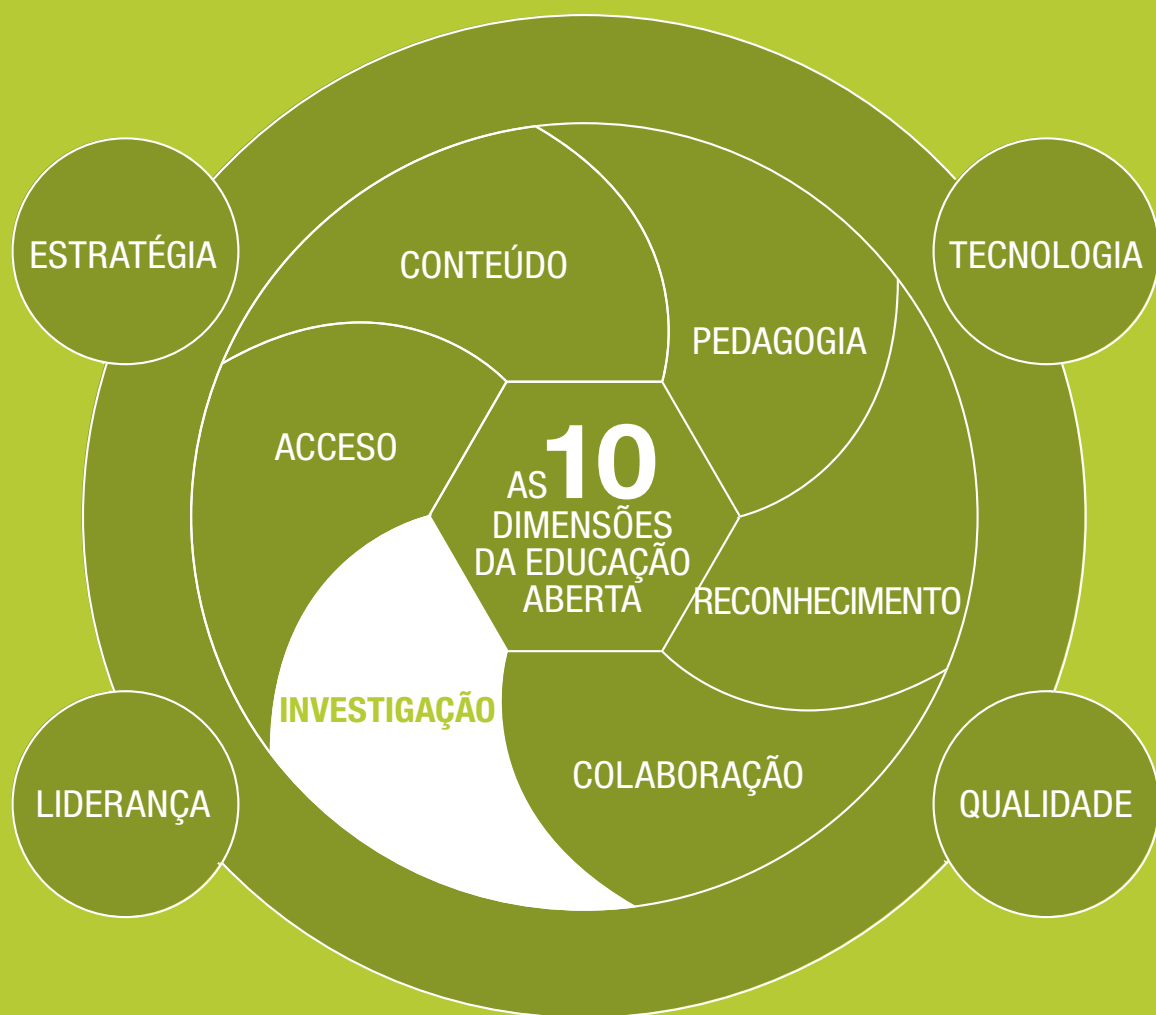 ESTRATÉGIA
TECNOLOGIA
CONTEÚDO
PEDAGOGIA
ACCESO
AS 10
DIMENSÕES
DA EDUCAÇÃO
ABERTA
RECONHECIMENTO
INVESTIGAÇÃO
COLABORAÇÃO
LIDERANÇA
QUALIDADE